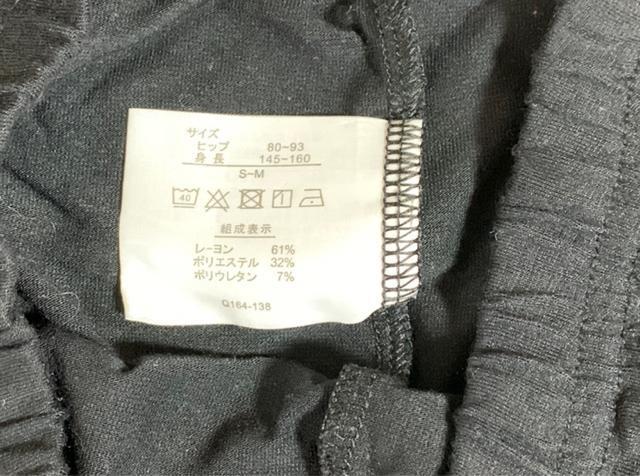 サイズ
ヒップ 80~93
身長 145-160
S-M
40
組成表示
レーヨン 61%
ポリエステル 32%
ポリウレタン 7%
Q164-138